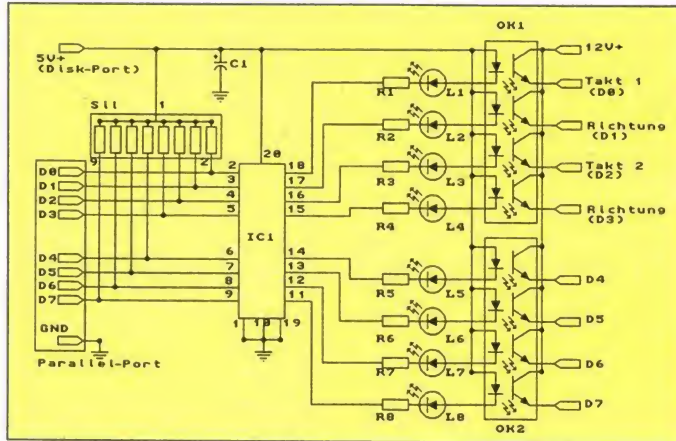 OK1
5V+
(Disk-Port)
C1
12V+
Sil
1
R1
L1
Takt 1
(D0)
9
2
20
R2
L2
Richtung
(D1)
D0
2
18
D1
3
17
R3
L3
Takt 2
(D2)
D2
4
16
D3
5
15
R4
L4
Richtung
(D3)
IC1
D4
6
14
D5
7
13
R5
L5
D4
D6
8
12
D7
9
11
R6
L6
D5
GND
1
10
19
R7
L7
D6
Parallel-Port
R8
L8
D7
OK2